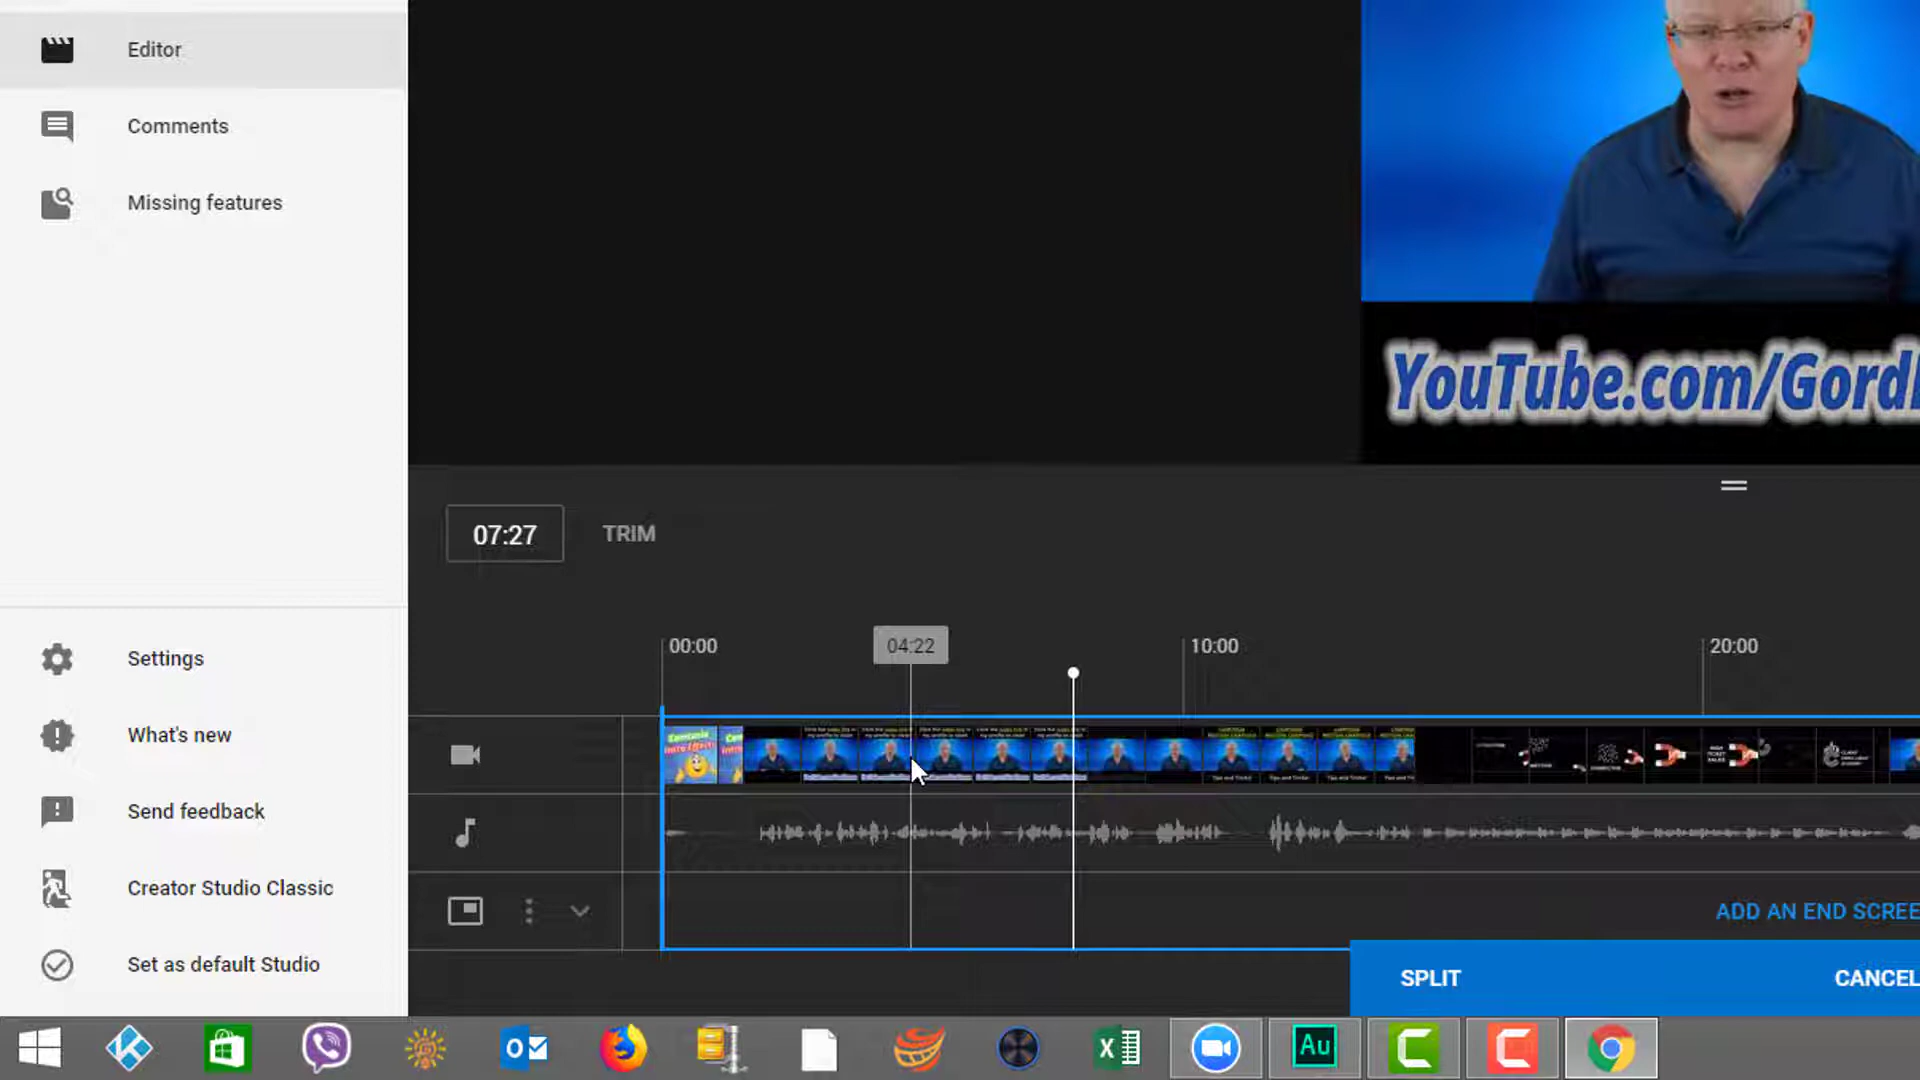 Editor
Comments
Missing features
YouTube.com/Gord
07:27
TRIM
00:00
04:22
10:00
20:00
ADD AN END SCREE
Settings
What's new
Send feedback
Creator Studio Classic
Set as default Studio
SPLIT
CANCEL
Au